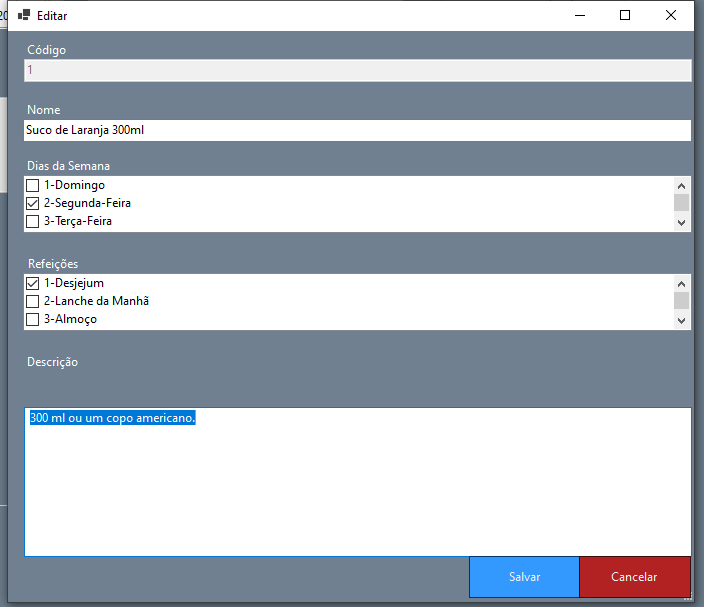 20
Editar
Código
1
Nome
Suco de Laranja 300ml
Dias da Semana
1-Domingo
2-Segunda-Feira
3-Terça-Feira
Refeições
1-Desjejum
2-Lanche da Manhã
3-Almoço
Descrição
300 ml ou um copo americano.
Salvar
Cancelar